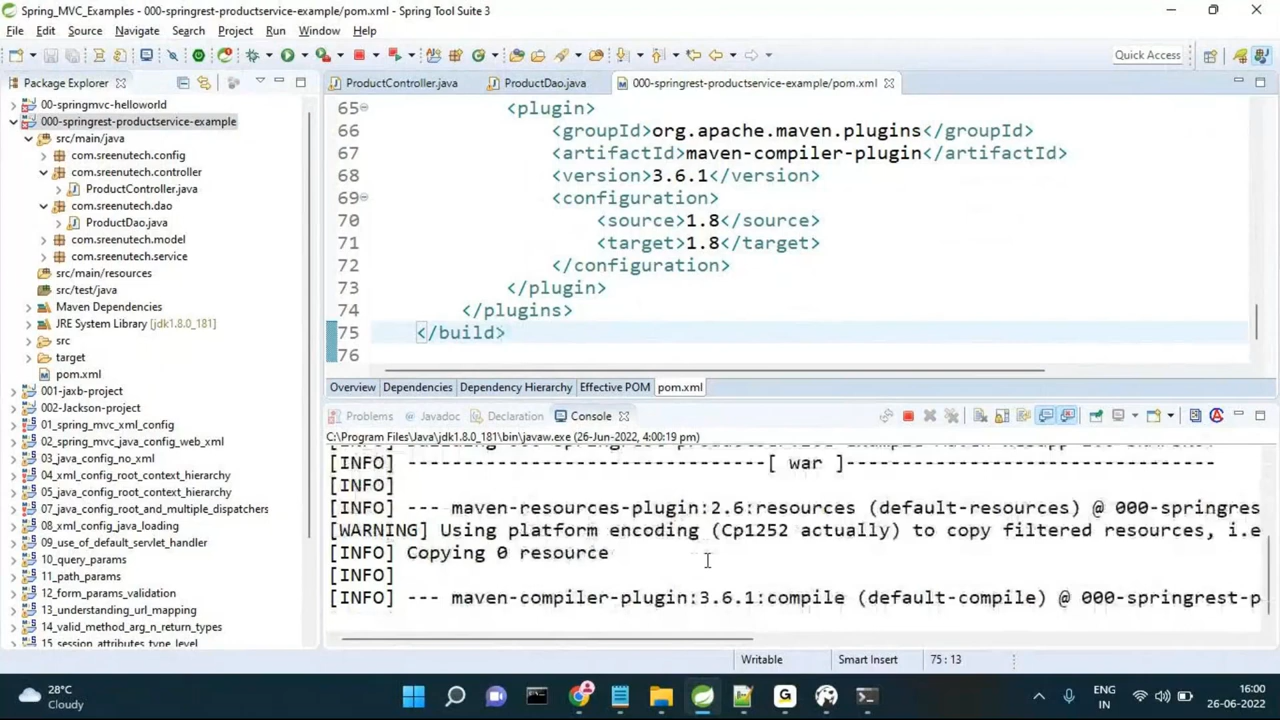 Spring_MVC_Examples - 000-springrest-productservice-example/pom.xml - Spring Tool Suite 3
File Edit Source Navigate Search Project Run Window Help
Quick Access
Package Explorer
ProductController.java
ProductDao.java
000-springrest-productservice-example/pom.xml
00-springmvc-helloworld
000-springrest-productservice-example
src/main/java
com.sreenutech.config
com.sreenutech.controller
ProductController.java
com.sreenutech.dao
ProductDao.java
com.sreenutech.model
com.sreenutech.service
src/main/resources
src/test/java
Maven Dependencies
JRE System Library [jdk1.8.0_181]
src
target
pom.xml
001-jaxb-project
002-Jackson-project
01_spring_mvc_xml_config
02_spring_mvc_java_config_web_xml
03_java_config_no_xml
04_xml_config_root_context_hierarchy
05_java_config_root_context_hierarchy
07_java_config_root_and_multiple_dispatchers
08_xml_config_java_config
09_use_of_default_servlet_handler
10_query_params
11_path_params
12_form_params_validation
13_understanding_url_mapping
14_valid_method_arg_n_return_types
15_session_attributes_type_level
65 <plugin>
66 <groupId>org.apache.maven.plugins</groupId>
67 <artifactId>maven-compiler-plugin</artifactId>
68 <version>3.6.1</version>
69 <configuration>
70 <source>1.8</source>
71 <target>1.8</target>
72 </configuration>
73 </plugin>
74 </plugins>
75 </build>
76
Overview Dependencies Dependency Hierarchy Effective POM pom.xml
Problems Javadoc Declaration Console
C:\Program Files\Java\jdk1.8.0_181\bin\javaw.exe (26-Jun-2022, 4:00:19 pm)
[INFO] --------------------------------[ war ]---------------------------------
[INFO]
[INFO] --- maven-resources-plugin:2.6:resources (default-resources) @ 000-springres
[WARNING] Using platform encoding (Cp1252 actually) to copy filtered resources, i.e
[INFO] Copying 0 resource
[INFO]
[INFO] --- maven-compiler-plugin:3.6.1:compile (default-compile) @ 000-springrest-p
Writable Smart Insert 75 : 13
28°C
Cloudy
ENG
IN
16:00
26-06-2022